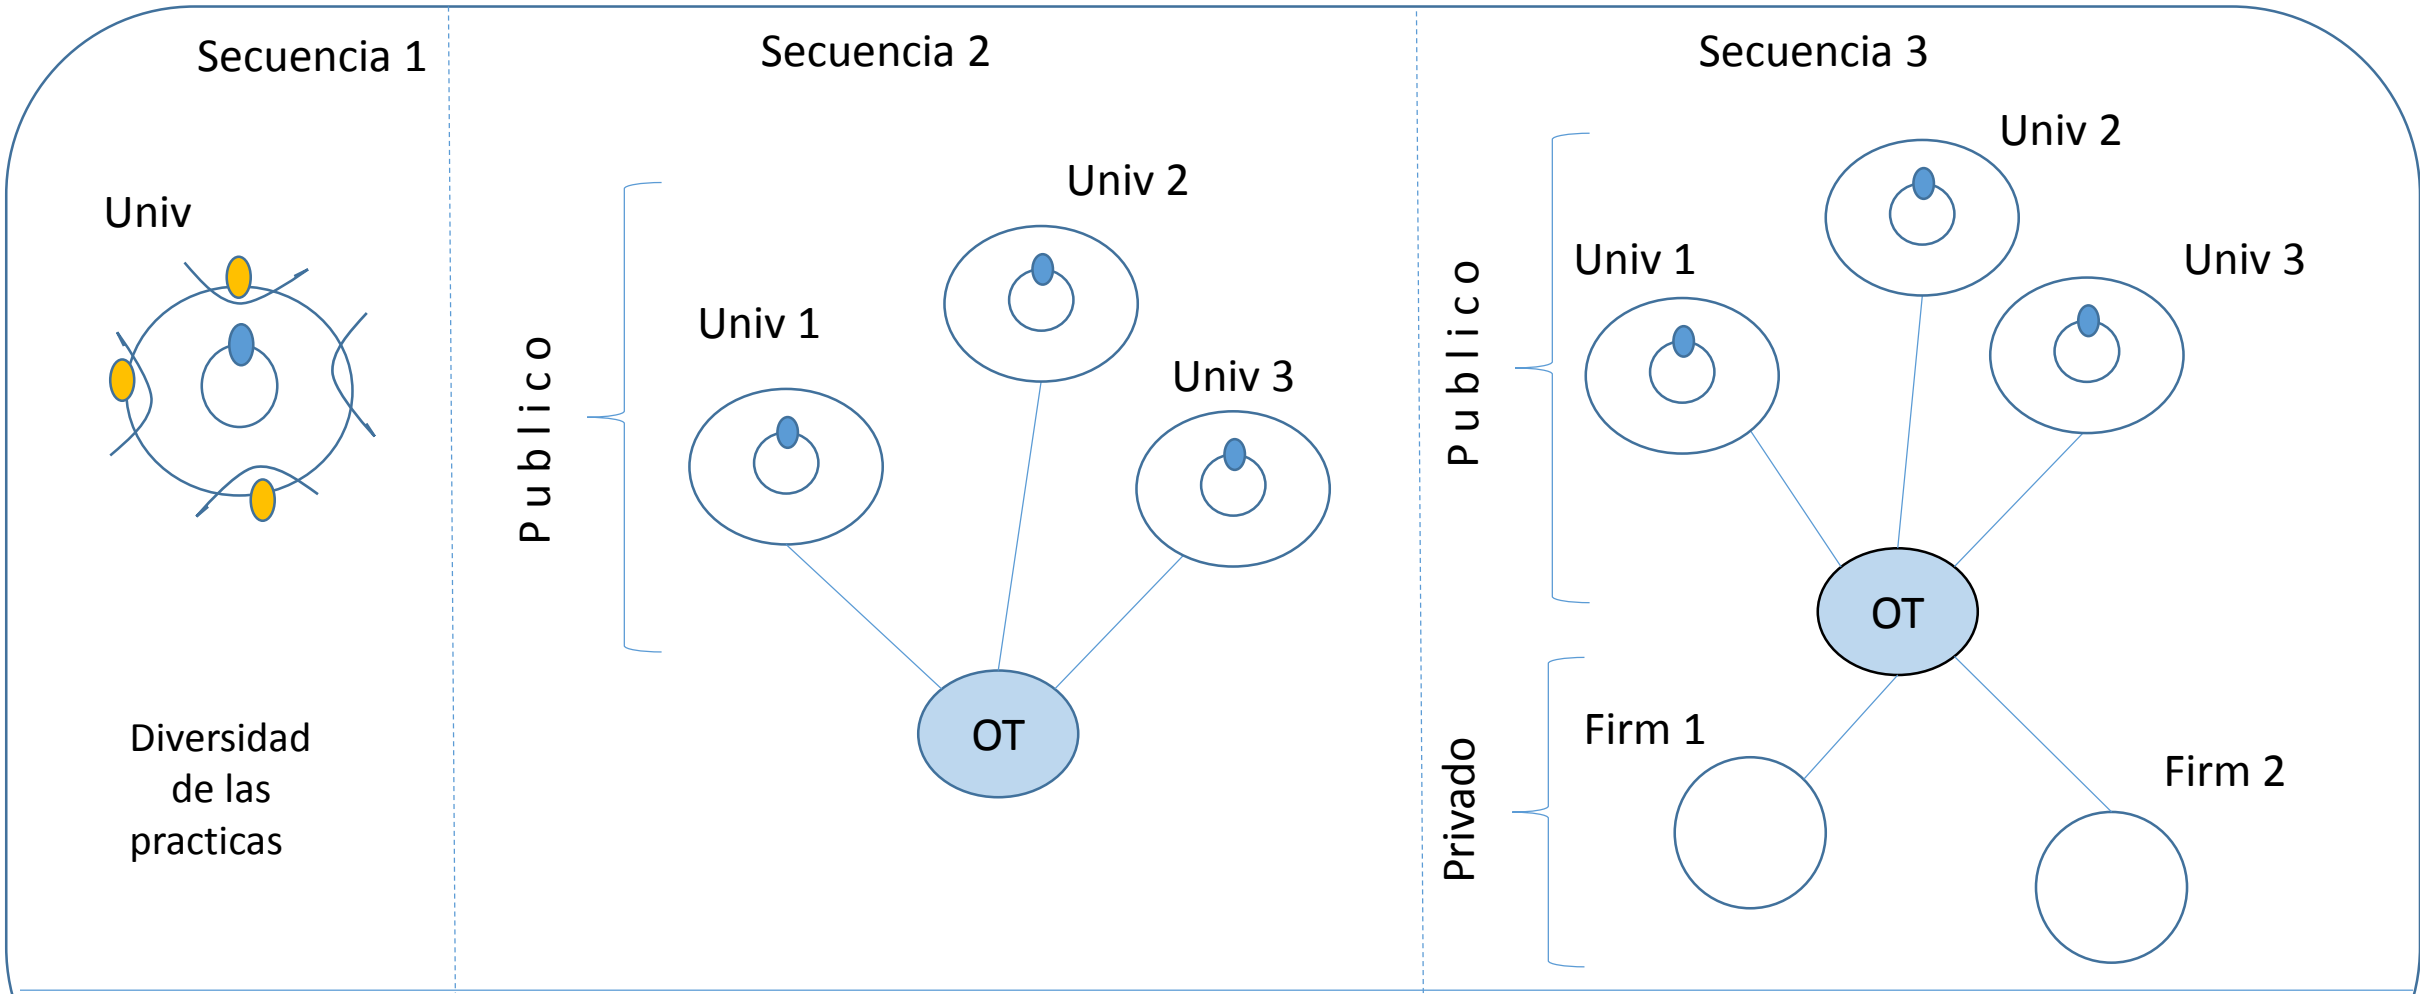 Secuencia 1
Univ
Diversidad
de las
practicas
Secuencia 2
Publico
Univ 1
Univ 2
Univ 3
OT
Secuencia 3
Publico
Univ 1
Univ 2
Univ 3
OT
Privado
Firm 1
Firm 2